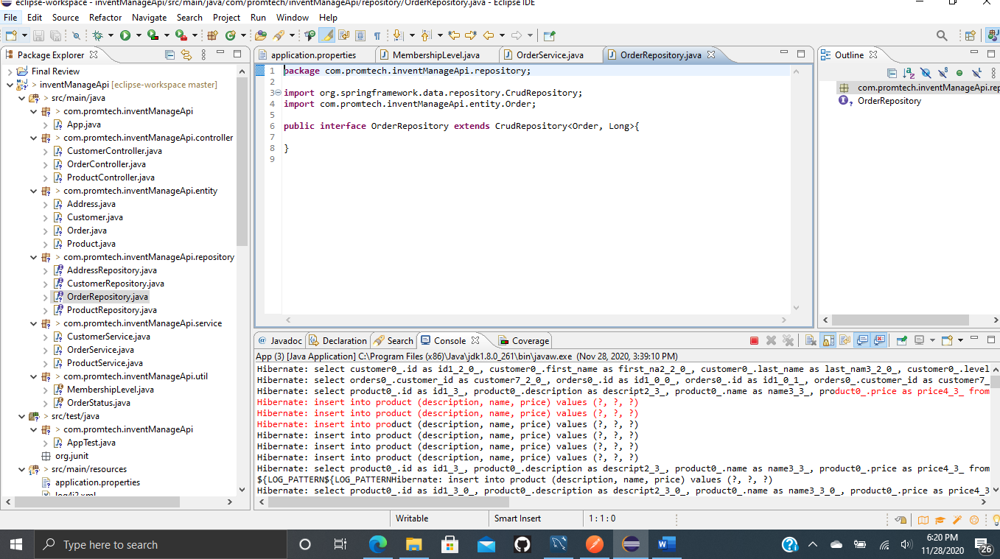 eclipse-workspace - inventManageApi/src/main/java/com/promtech/inventManageApi/repository/OrderRepository.java - Eclipse IDE
File Edit Source Refactor Navigate Search Project Run Window Help
Package Explorer
Final Review
> inventManageApi [eclipse-workspace master]
> src/main/java
> com.promtech.inventManageApi
App.java
> com.promtech.inventManageApi.controller
CustomerController.java
OrderController.java
ProductController.java
> com.promtech.inventManageApi.entity
Address.java
Customer.java
Order.java
Product.java
> com.promtech.inventManageApi.repository
AddressRepository.java
CustomerRepository.java
OrderRepository.java
ProductRepository.java
> com.promtech.inventManageApi.service
CustomerService.java
OrderService.java
ProductService.java
> com.promtech.inventManageApi.util
MembershipLevel.java
OrderStatus.java
> src/test/java
> com.promtech.inventManageApi
AppTest.java
org.junit
> src/main/resources
application.properties
log4j2.xml
application.properties MembershipLevel.java OrderService.java OrderRepository.java
1 package com.promtech.inventManageApi.repository;
2
3 import org.springframework.data.repository.CrudRepository;
4 import com.promtech.inventManageApi.entity.Order;
5
6 public interface OrderRepository extends CrudRepository<Order, Long>{
7
8 }
9
Outline
com.promtech.inventManageApi.rep
OrderRepository
@ Javadoc Declaration Search Console Coverage
App (3) [Java Application] C:\Program Files (x86)\Java\jdk1.8.0_261\bin\javaw.exe (Nov 28, 2020, 3:39:10 PM)
Hibernate: select customer0_.id as id1_2_0_, customer0_.first_name as first_na2_2_0_, customer0_.last_name as last_nam3_2_0_, customer0_.level
Hibernate: select orders0_.customer_id as customer7_2_0_, orders0_.id as id1_0_0_, orders0_.id as id1_0_1_, orders0_.customer_id as customer7_
Hibernate: select product0_.id as id1_3_, product0_.description as descript2_3_, product0_.name as name3_3_, product0_.price as price4_3_ from
Hibernate: insert into product (description, name, price) values (?, ?, ?)
Hibernate: insert into product (description, name, price) values (?, ?, ?)
Hibernate: insert into product (description, name, price) values (?, ?, ?)
Hibernate: insert into product (description, name, price) values (?, ?, ?)
Hibernate: insert into product (description, name, price) values (?, ?, ?)
Hibernate: insert into product (description, name, price) values (?, ?, ?)
Hibernate: select product0_.id as id1_3_, product0_.description as descript2_3_, product0_.name as name3_3_, product0_.price as price4_3_ from
${LOG_PATTERN${LOG_PATTERNHibernate: insert into product (description, name, price) values (?, ?, ?)
Hibernate: select product0_.id as id1_3_0_, product0_.description as descript2_3_0_, product0_.name as name3_3_0_, product0_.price as price4_3
Writable Smart Insert 1 : 1 : 0
Type here to search
6:20 PM
11/28/2020
26